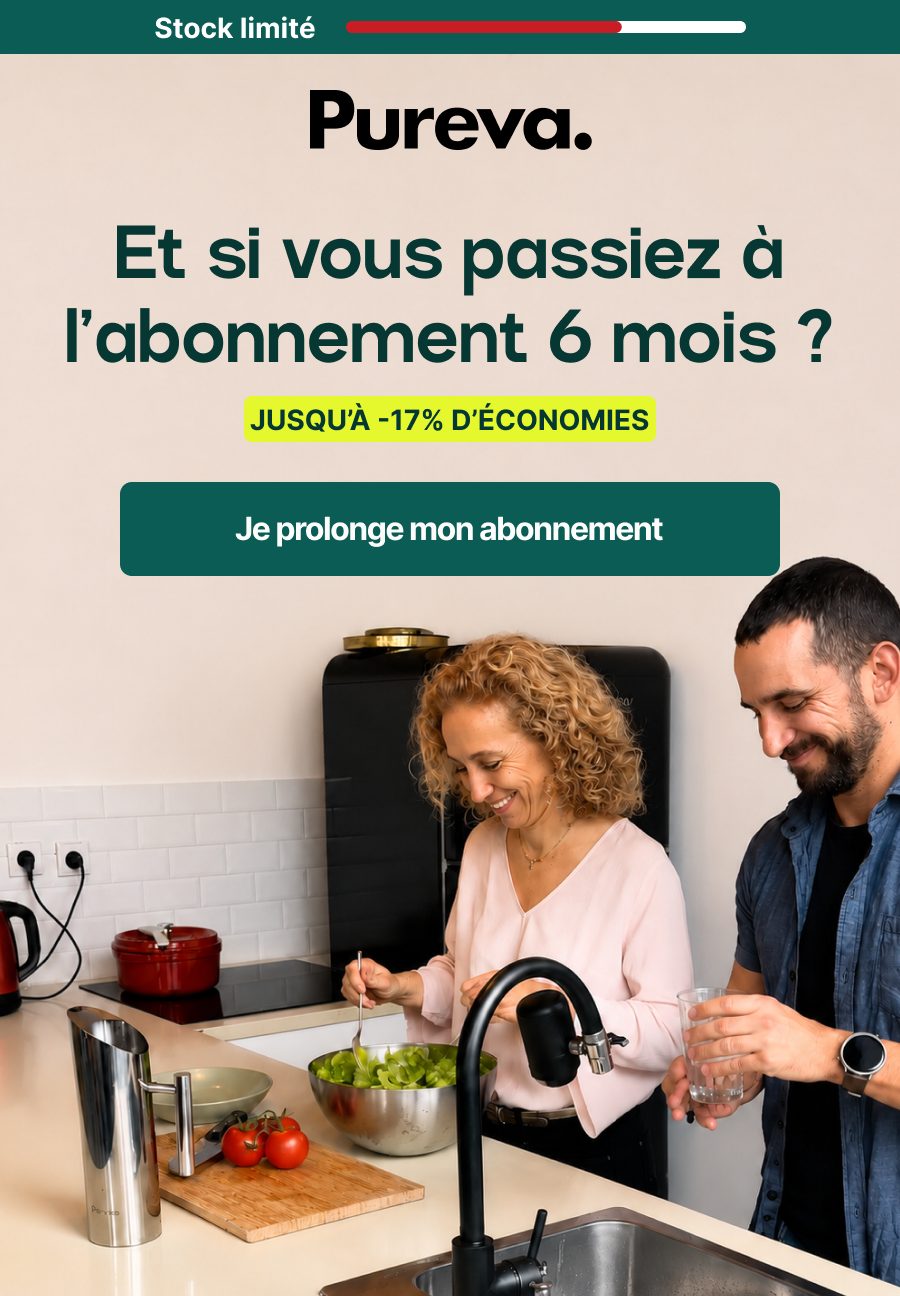 Stock limité
Pureva.
Et si vous passiez à
l’abonnement 6 mois ?
JUSQU’À -17% D’ÉCONOMIES
Je prolonge mon abonnement